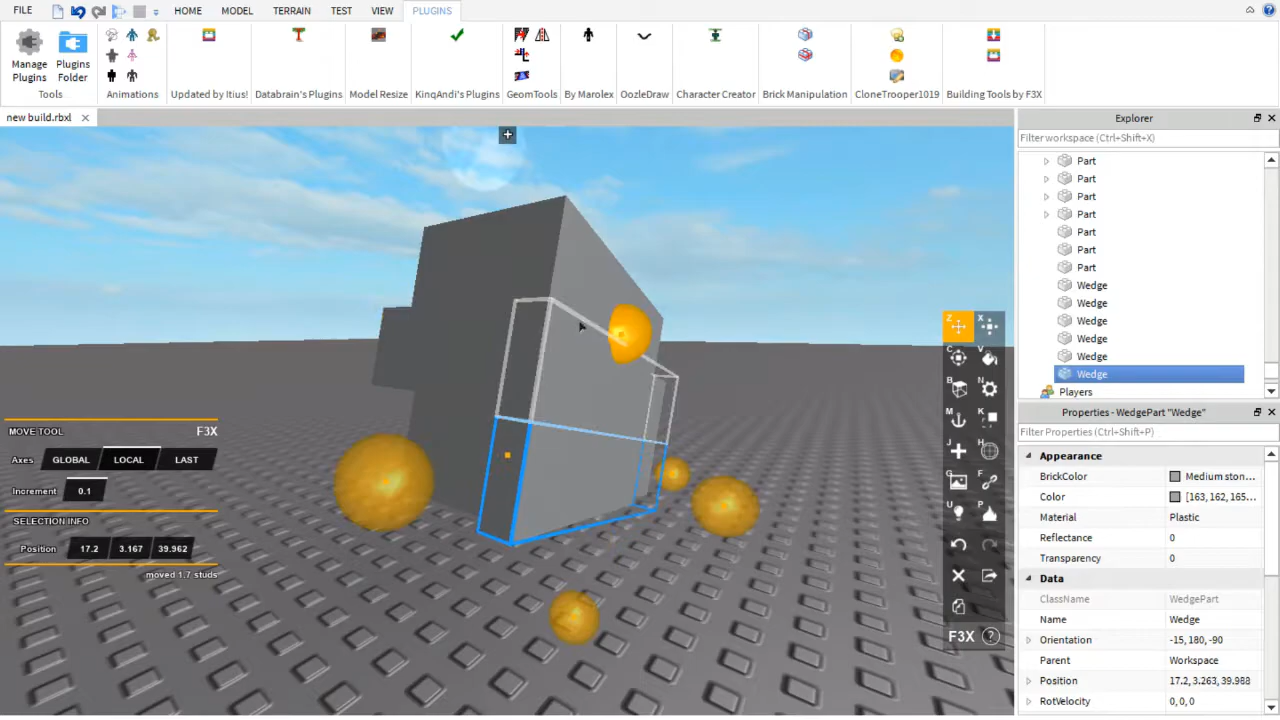 FILE HOME MODEL TERRAIN TEST VIEW PLUGINS
Manage Plugins
Plugins Folder
Tools
Animations
Updated by Itius!
Databrain's Plugins
Model Resize
KinqAndi's Plugins
GeomTools
By Marolex
OozleDraw
Character Creator
Brick Manipulation
CloneTrooper1019
Building Tools by F3X
new build.rbxl
Explorer
Filter workspace (Ctrl+Shift+X)
Part
Part
Part
Part
Part
Part
Part
Wedge
Wedge
Wedge
Wedge
Wedge
Wedge
Players
Properties - WedgePart "Wedge"
Filter Properties (Ctrl+Shift+P)
Appearance
BrickColor Medium ston...
Color [163, 162, 165...
Material Plastic
Reflectance 0
Transparency 0
Data
ClassName WedgePart
Name Wedge
Orientation -15, 180, -90
Parent Workspace
Position 17.2, 3.263, 39.988
RotVelocity 0, 0, 0
MOVE TOOL F3X
Axes GLOBAL LOCAL LAST
Increment 0.1
SELECTION INFO
Position 17.2 3.167 39.962
moved 1.7 studs
Z X
C V
B N
M K
J H
G F
U P
F3X ?